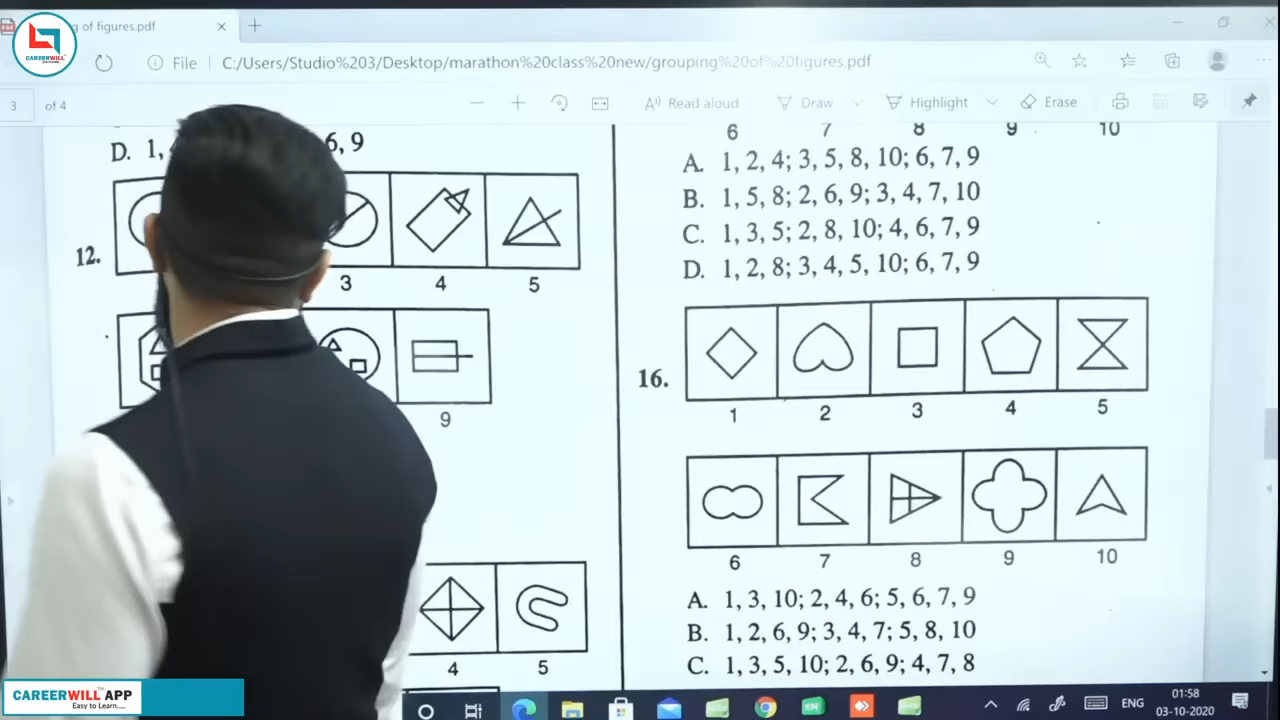 g of figures.pdf
File C:/Users/Studio%203/Desktop/marathon%20class%20new/grouping%20of%20figures.pdf
3 of 4 Read aloud Draw Highlight Erase
CAREERWILL
D. 1, 6, 9
12.
3 4 5
9
4 5
6 7 8 9 10
A. 1, 2, 4; 3, 5, 8, 10; 6, 7, 9
B. 1, 5, 8; 2, 6, 9; 3, 4, 7, 10
C. 1, 3, 5; 2, 8, 10; 4, 6, 7, 9
D. 1, 2, 8; 3, 4, 5, 10; 6, 7, 9
16.
1 2 3 4 5
6 7 8 9 10
A. 1, 3, 10; 2, 4, 6; 5, 6, 7, 9
B. 1, 2, 6, 9; 3, 4, 7; 5, 8, 10
C. 1, 3, 5, 10; 2, 6, 9; 4, 7, 8
CAREERWILL APP
Easy to Learn.....
EN
ENG
01:58
03-10-2020